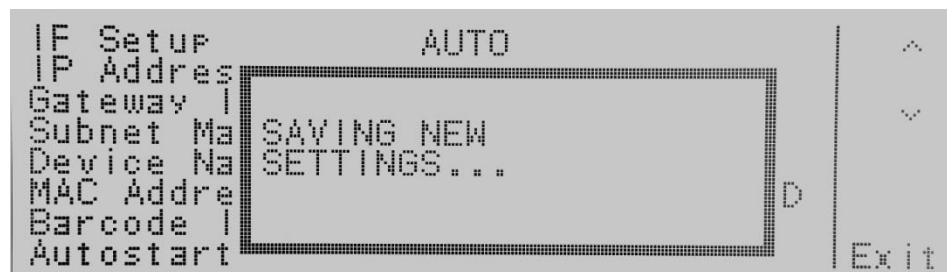 IF Setup AUTO
IP Addres
Gateway I
Subnet Ma
Device Na
MAC Addre D
Barcode I
Autostart
SAVING NEW
SETTINGS...
Exit